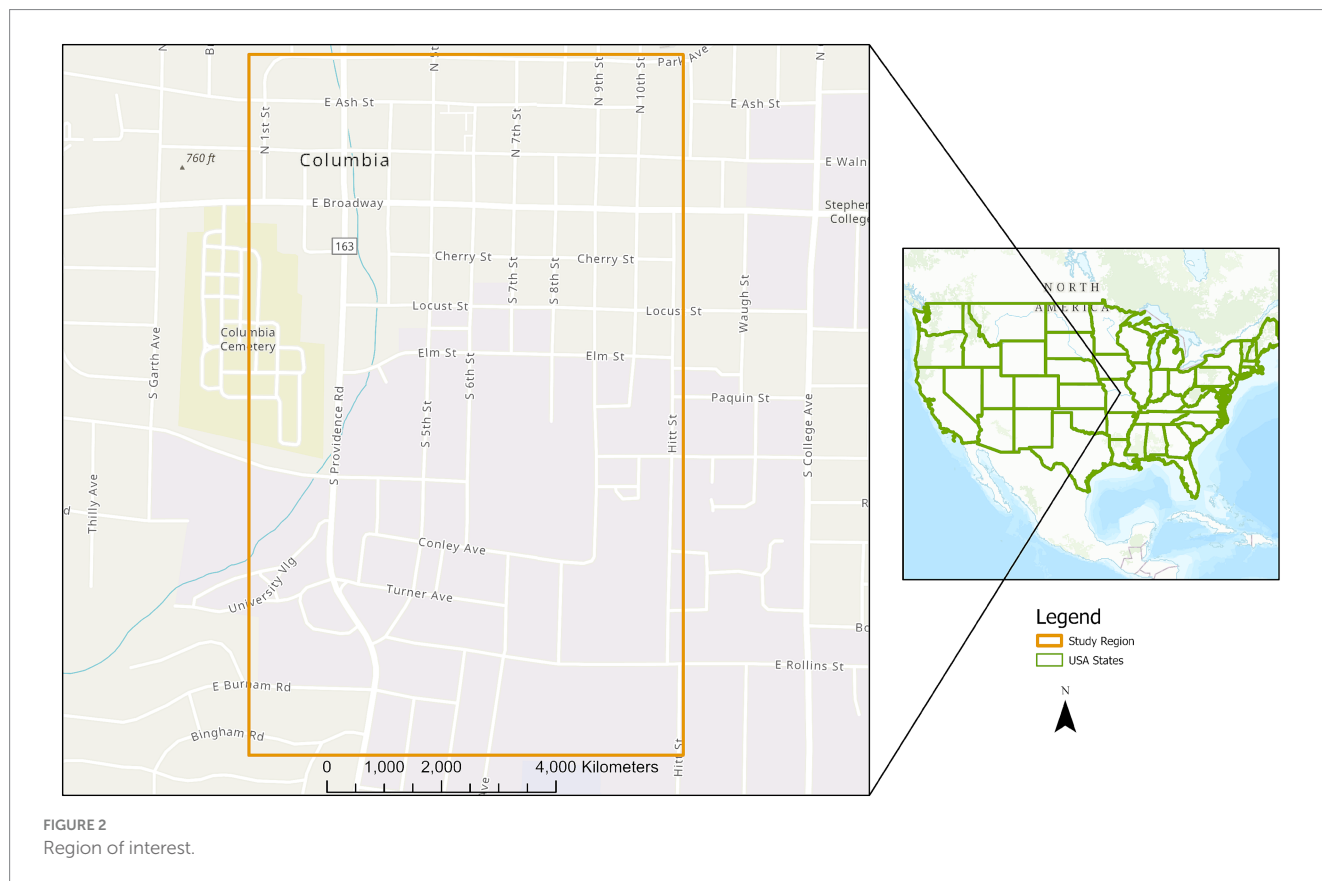 Park Ave
E Ash St
E Ash St
N 1st St
N 7th St
N 9th St
N 10th St
760 ft
Columbia
E Waln
E Broadway
Stephen
College
163
Cherry St
Cherry St
S 7th St
S 8th St
Locust St
Locust St
Waugh St
Columbia
Cemetery
S Garth Ave
Elm St
Elm St
S 6th St
S 5th St
S Providence Rd
Paquin St
Hitt St
S College Ave
Thilly Ave
Conley Ave
University Vlg
Turner Ave
E Rollins St
E Burnam Rd
Bingham Rd
Hitt St
0 1,000 2,000 4,000 Kilometers
NORTH
AMERICA
Legend
Study Region
USA States
N
FIGURE 2
Region of interest.